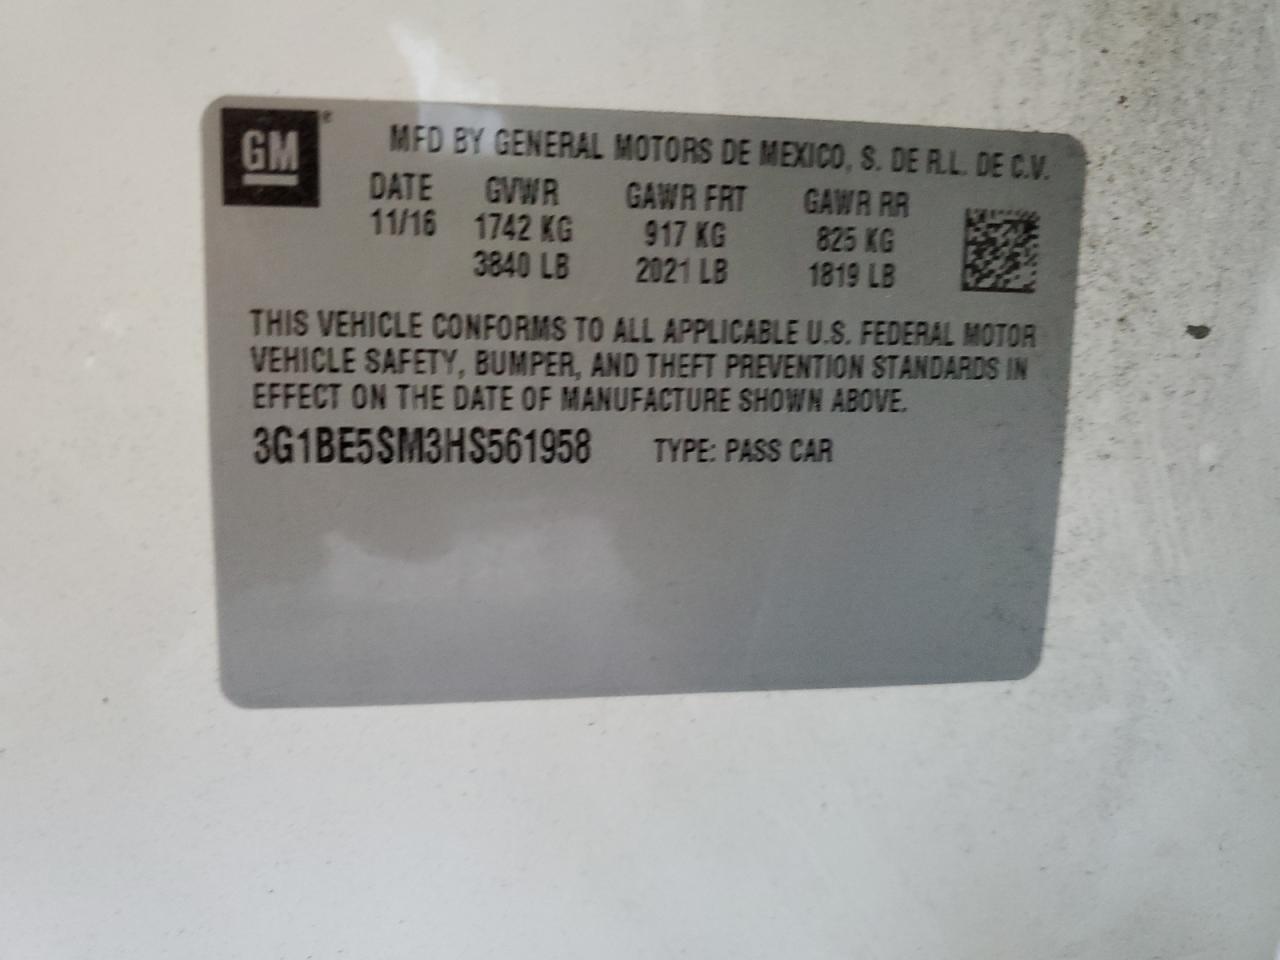 GM ®
MFD BY GENERAL MOTORS DE MEXICO, S. DE R.L. DE C.V.
DATE GVWR GAWR FRT GAWR RR
11/16 1742 KG 917 KG 825 KG
3840 LB 2021 LB 1819 LB
THIS VEHICLE CONFORMS TO ALL APPLICABLE U.S. FEDERAL MOTOR
VEHICLE SAFETY, BUMPER, AND THEFT PREVENTION STANDARDS IN
EFFECT ON THE DATE OF MANUFACTURE SHOWN ABOVE.
3G1BE5SM3HS561958 TYPE: PASS CAR